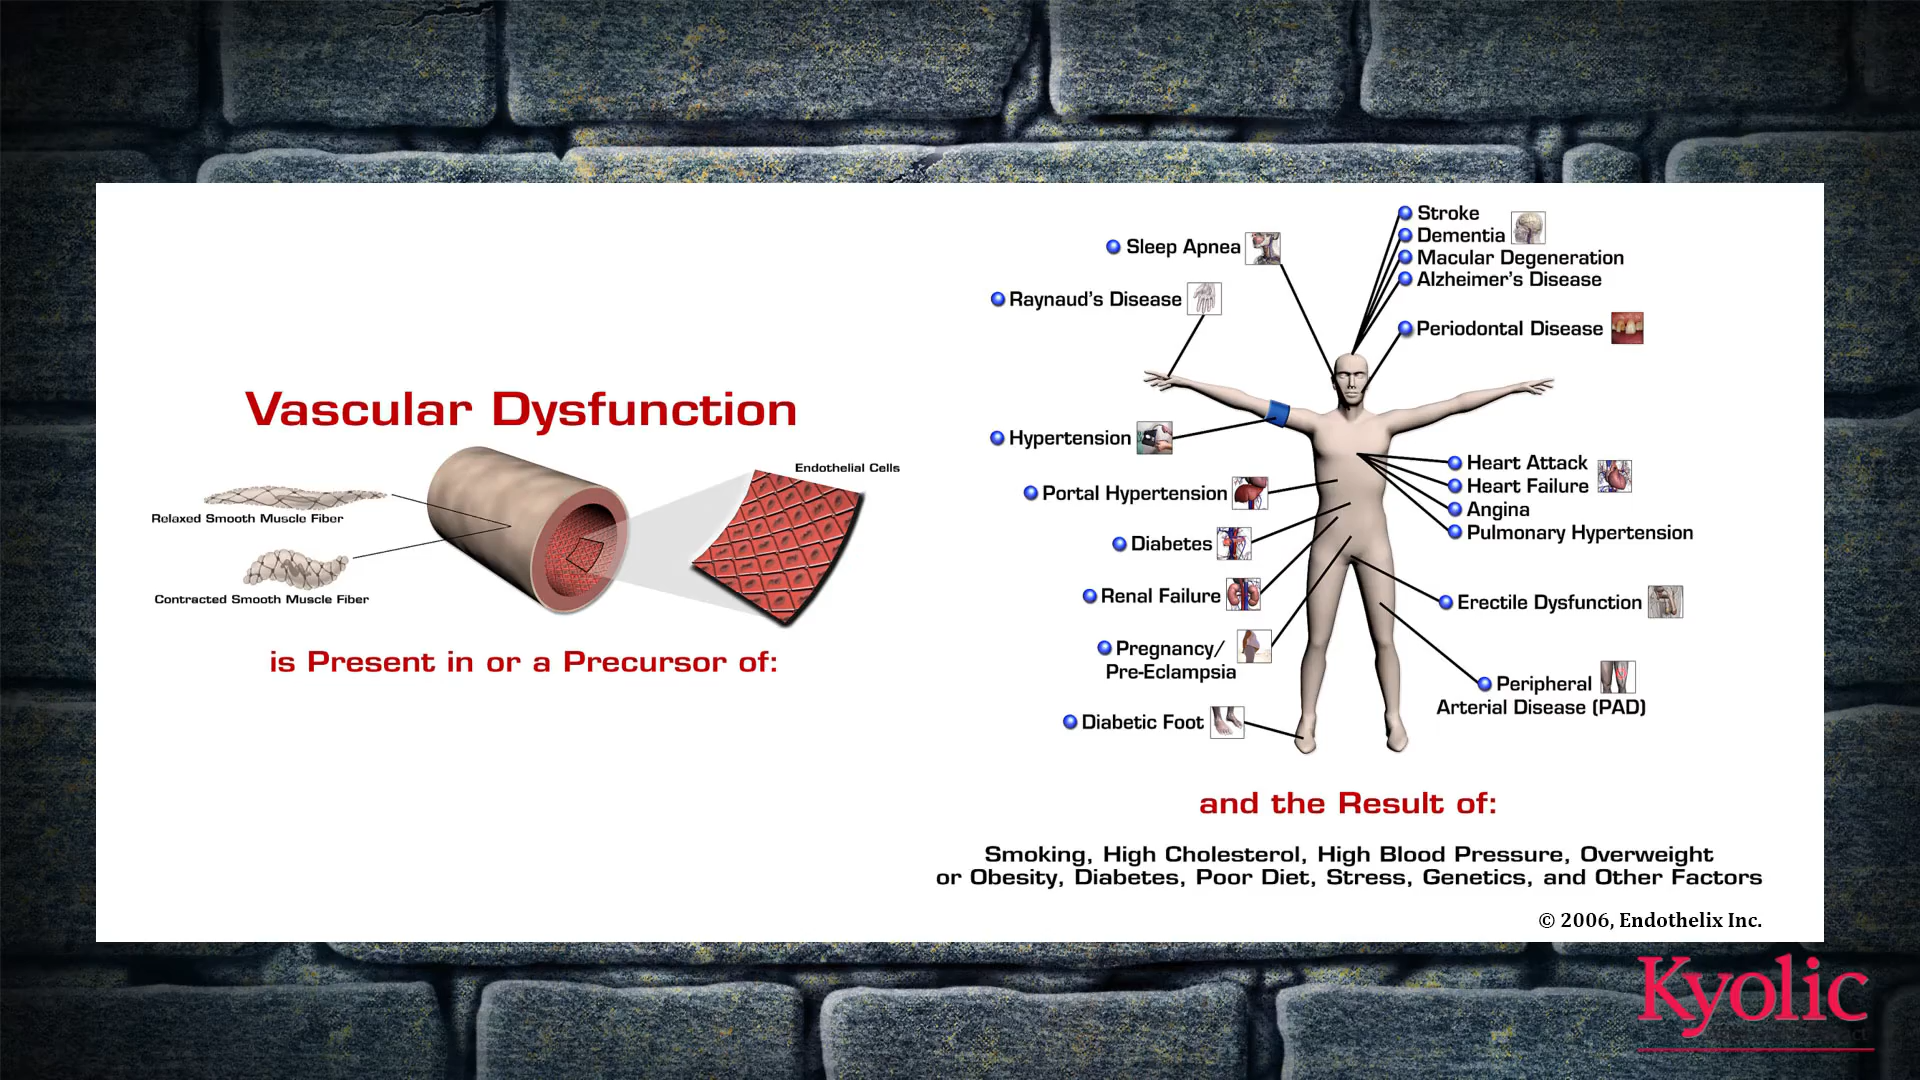 Vascular Dysfunction
Endothelial Cells
Relaxed Smooth Muscle Fiber
Contracted Smooth Muscle Fiber
is Present in or a Precursor of:
Sleep Apnea
Raynaud's Disease
Hypertension
Portal Hypertension
Diabetes
Renal Failure
Pregnancy/
Pre-Eclampsia
Diabetic Foot
Stroke
Dementia
Macular Degeneration
Alzheimer's Disease
Periodontal Disease
Heart Attack
Heart Failure
Angina
Pulmonary Hypertension
Erectile Dysfunction
Peripheral
Arterial Disease (PAD)
and the Result of:
Smoking, High Cholesterol, High Blood Pressure, Overweight
or Obesity, Diabetes, Poor Diet, Stress, Genetics, and Other Factors
© 2006, Endothelix Inc.
Kyolic